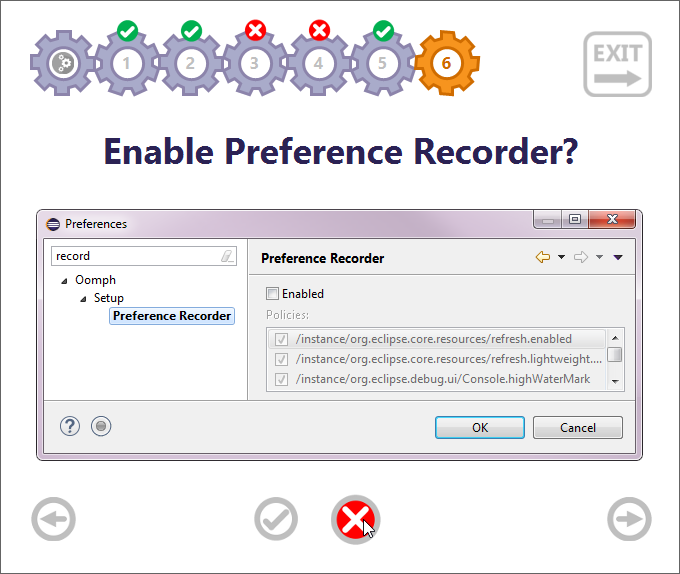 1 2 3 4 5 6
EXIT
Enable Preference Recorder?
Preferences
record
Preference Recorder
Oomph
Setup
Preference Recorder
Enabled
Policies:
/instance/org.eclipse.core.resources/refresh.enabled
/instance/org.eclipse.core.resources/refresh.lightweight....
/instance/org.eclipse.debug.ui/Console.highWaterMark
?
OK Cancel